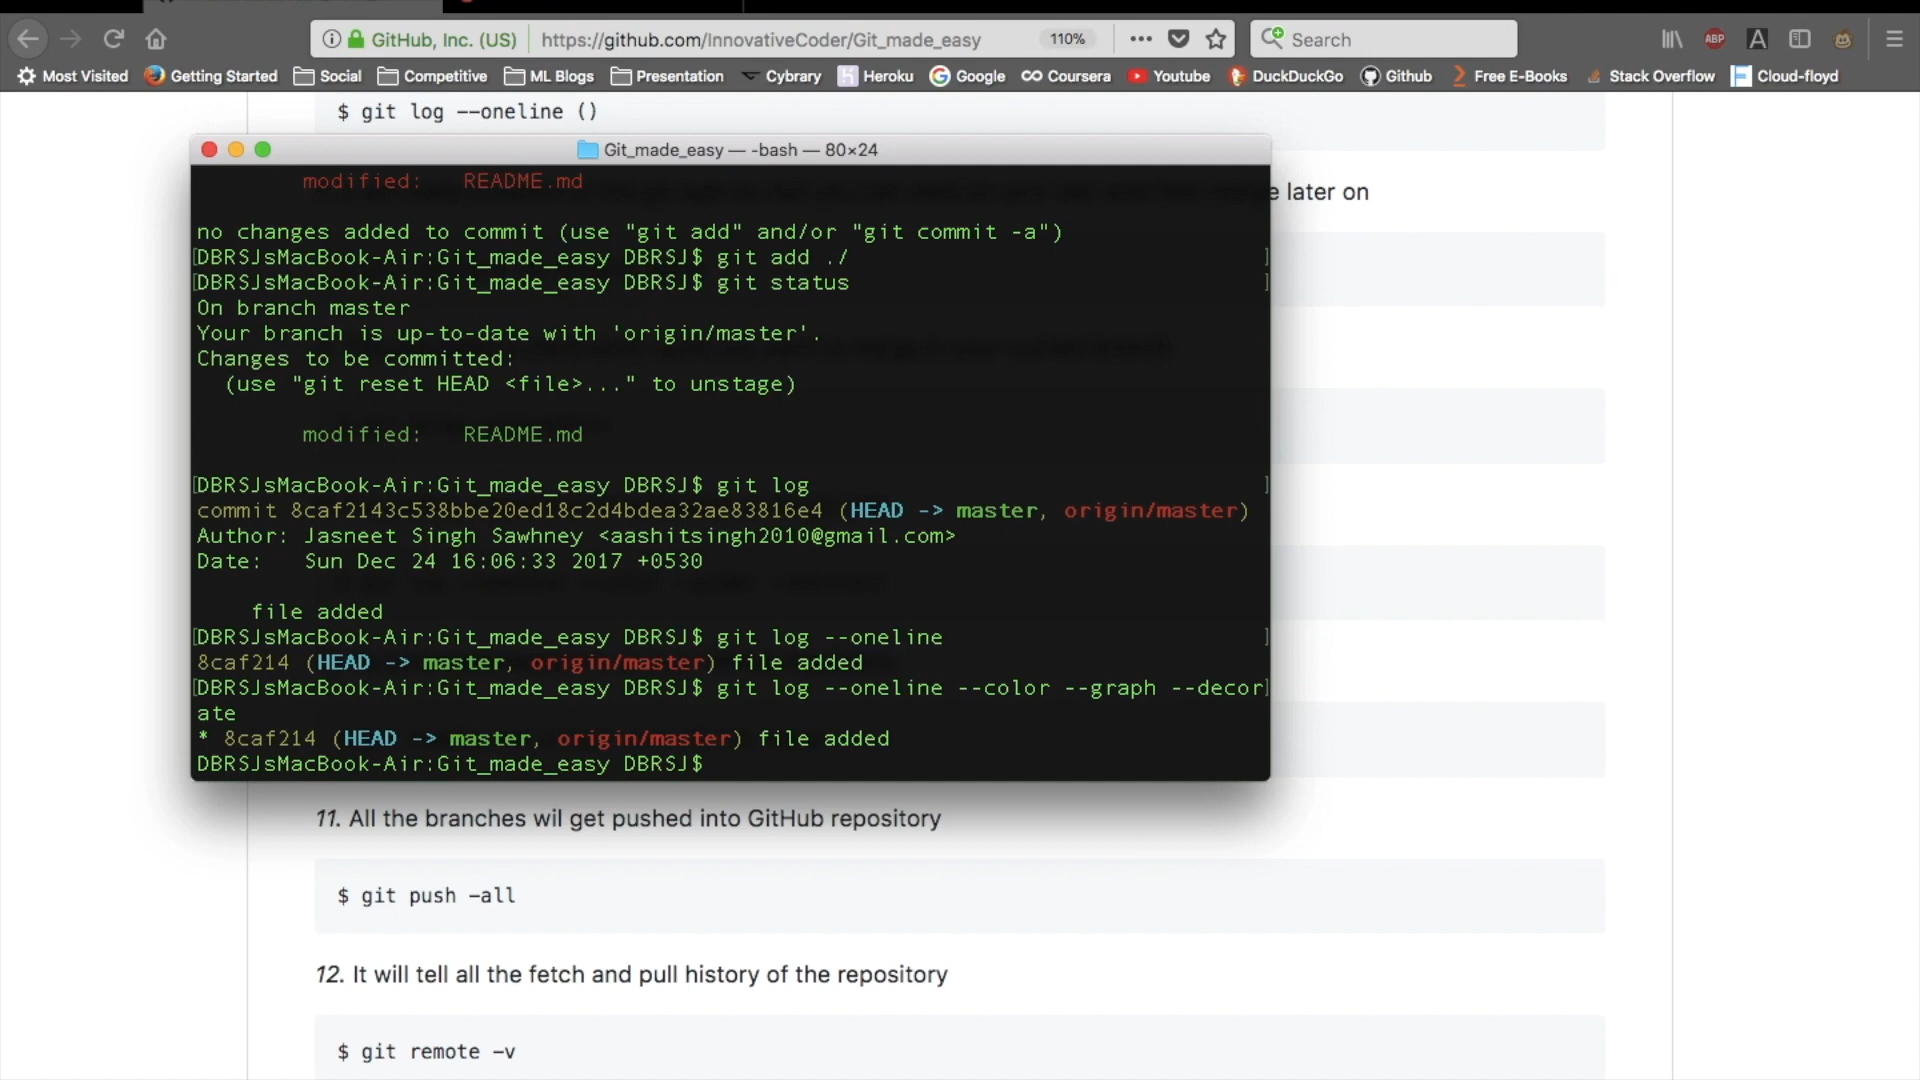 GitHub, Inc. (US) https://github.com/InnovativeCoder/Git_made_easy 110% Search ABP
Most Visited Getting Started Social Competitive ML Blogs Presentation Cybrary Heroku Google Coursera Youtube DuckDuckGo Github Free E-Books Stack Overflow Cloud-floyd
$ git log --oneline ()
Git_made_easy — -bash — 80×24
modified: README.md
later on
no changes added to commit (use "git add" and/or "git commit -a")
[DBRSJsMacBook-Air:Git_made_easy DBRSJ$ git add ./ ]
[DBRSJsMacBook-Air:Git_made_easy DBRSJ$ git status ]
On branch master
Your branch is up-to-date with 'origin/master'.
Changes to be committed:
(use "git reset HEAD <file>..." to unstage)
modified: README.md
[DBRSJsMacBook-Air:Git_made_easy DBRSJ$ git log ]
commit 8caf2143c538bbe20ed18c2d4bdea32ae83816e4 (HEAD -> master, origin/master)
Author: Jasneet Singh Sawhney <aashitsingh2010@gmail.com>
Date: Sun Dec 24 16:06:33 2017 +0530
file added
[DBRSJsMacBook-Air:Git_made_easy DBRSJ$ git log --oneline ]
8caf214 (HEAD -> master, origin/master) file added
[DBRSJsMacBook-Air:Git_made_easy DBRSJ$ git log --oneline --color --graph --decor]
ate
* 8caf214 (HEAD -> master, origin/master) file added
DBRSJsMacBook-Air:Git_made_easy DBRSJ$
11. All the branches wil get pushed into GitHub repository
$ git push -all
12. It will tell all the fetch and pull history of the repository
$ git remote -v